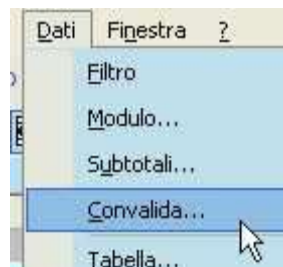 Dati Finestra ?
Filtro
Modulo...
Subtotali...
Convalida...
Tabella...